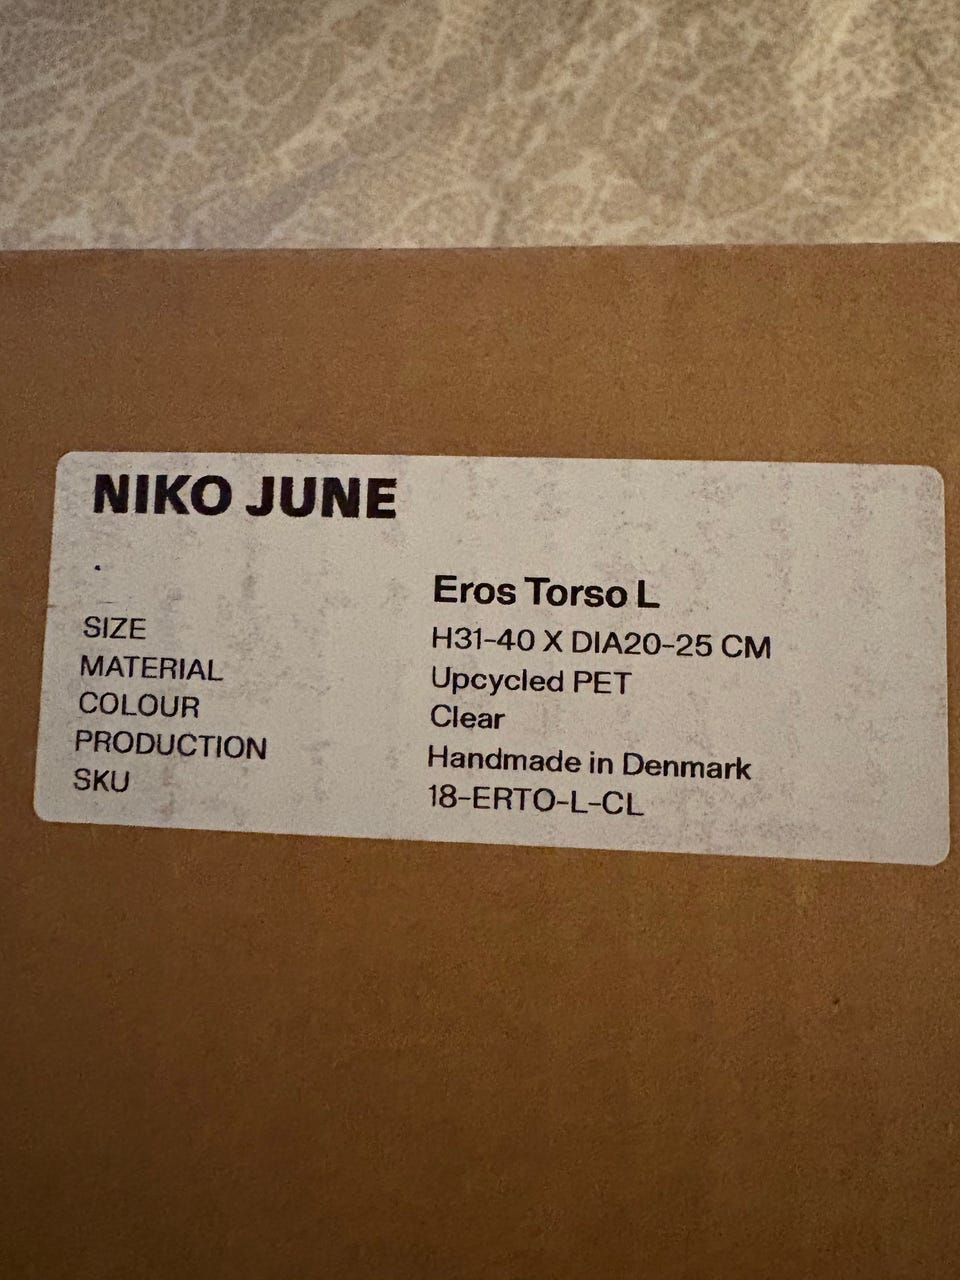 NIKO JUNE
Eros Torso L
SIZE H31-40 X DIA20-25 CM
MATERIAL Upcycled PET
COLOUR Clear
PRODUCTION Handmade in Denmark
SKU 18-ERTO-L-CL